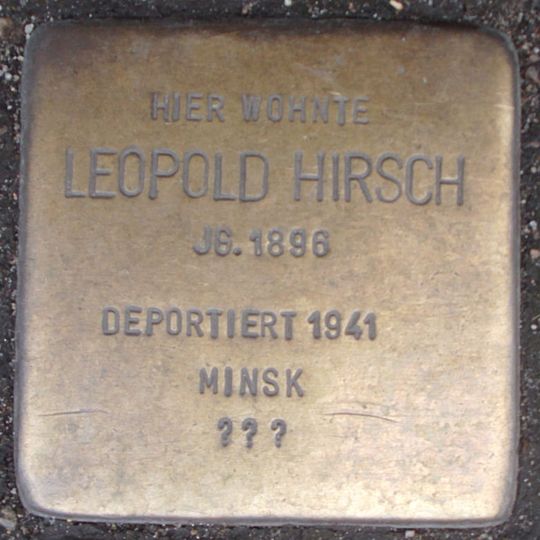 HIER WOHNTE
LEOPOLD HIRSCH
JG. 1896
DEPORTIERT 1941
MINSK
???